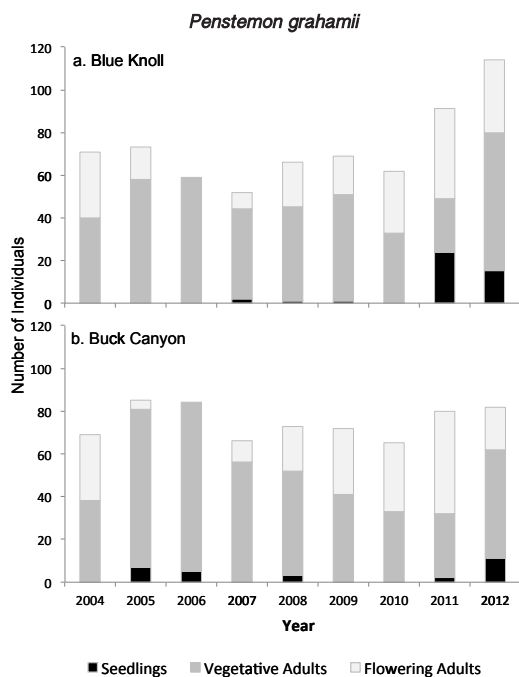 Penstemon grahamii
a. Blue Knoll
120
100
80
60
40
20
0
Number of Individuals
b. Buck Canyon
120
100
80
60
40
20
0
2004 2005 2006 2007 2008 2009 2010 2011 2012
Year
Seedlings Vegetative Adults Flowering Adults